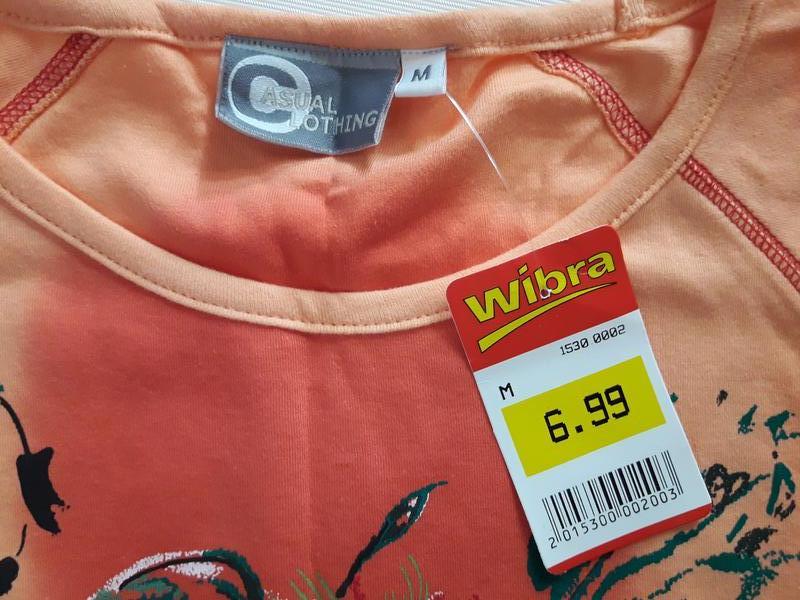 CASUAL
CLOTHING
M
wibra
1530 0002
M
6.99
2 015300 002003